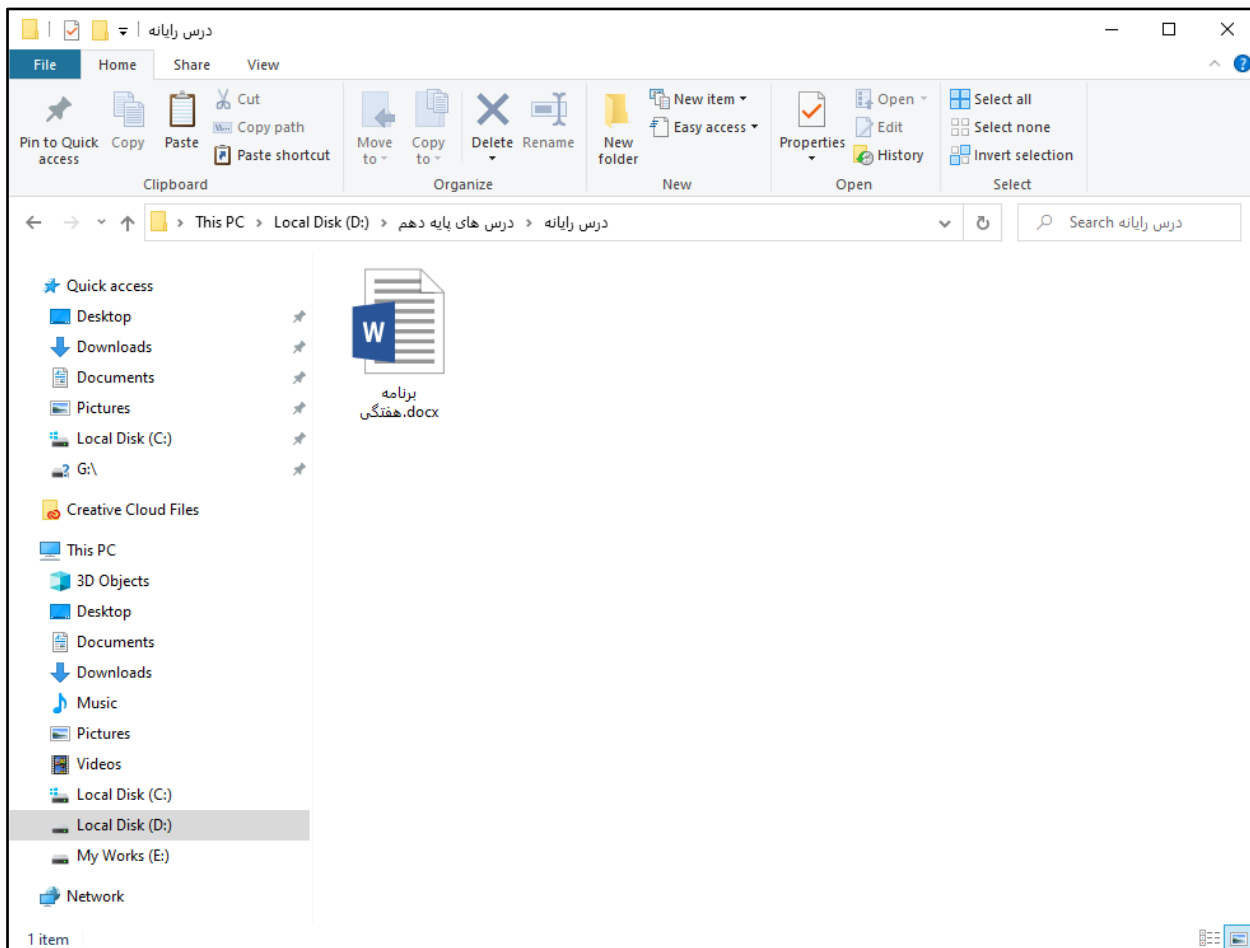 درس رایانه
File Home Share View
Pin to Quick access
Copy
Paste
Cut
Copy path
Paste shortcut
Clipboard
Move to
Copy to
Delete
Rename
Organize
New folder
New item
Easy access
New
Properties
Open
Edit
History
Open
Select all
Select none
Invert selection
Select
This PC > Local Disk (D:) > درس های پایه دهم > درس رایانه
Search درس رایانه
Quick access
Desktop
Downloads
Documents
Pictures
Local Disk (C:)
G:\
Creative Cloud Files
This PC
3D Objects
Desktop
Documents
Downloads
Music
Pictures
Videos
Local Disk (C:)
Local Disk (D:)
My Works (E:)
Network
W
برنامه
هفتگی.docx
1 item